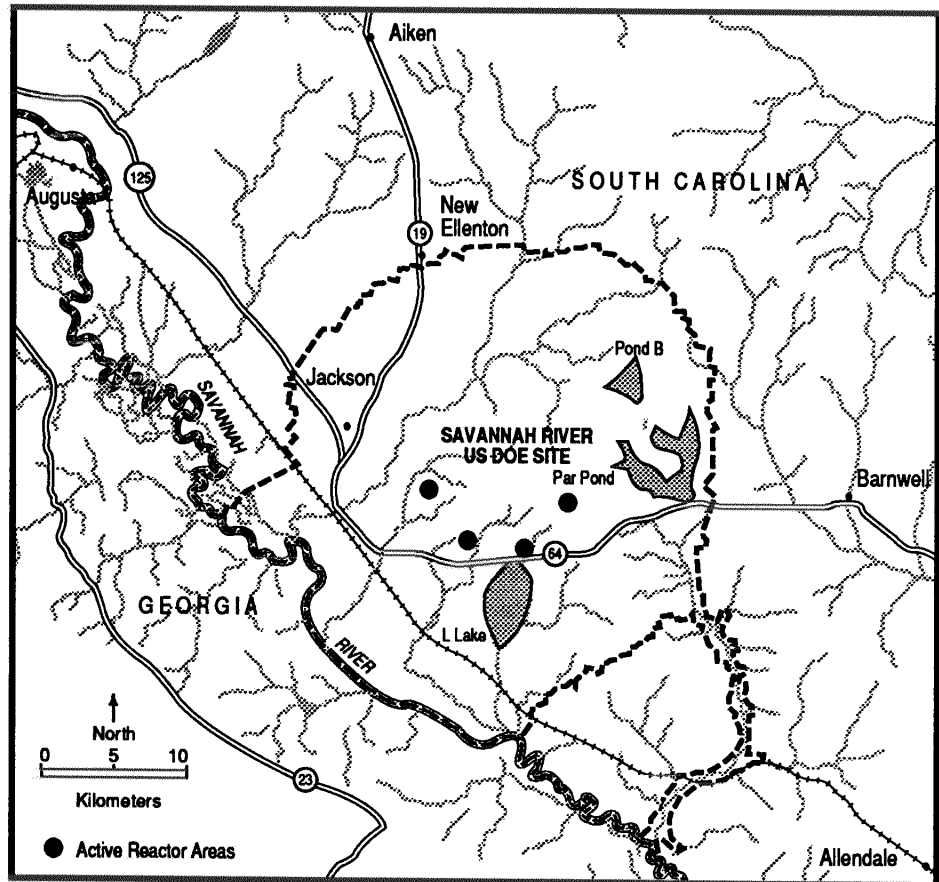 Aiken
125
SOUTH CAROLINA
Augusta
New
Ellenton
19
Pond B
Jackson
SAVANNAH
SAVANNAH RIVER
US DOE SITE
Par Pond
Barnwell
64
GEORGIA
L Lake
RIVER
North
0 5 10
Kilometers
23
Active Reactor Areas
Allendale